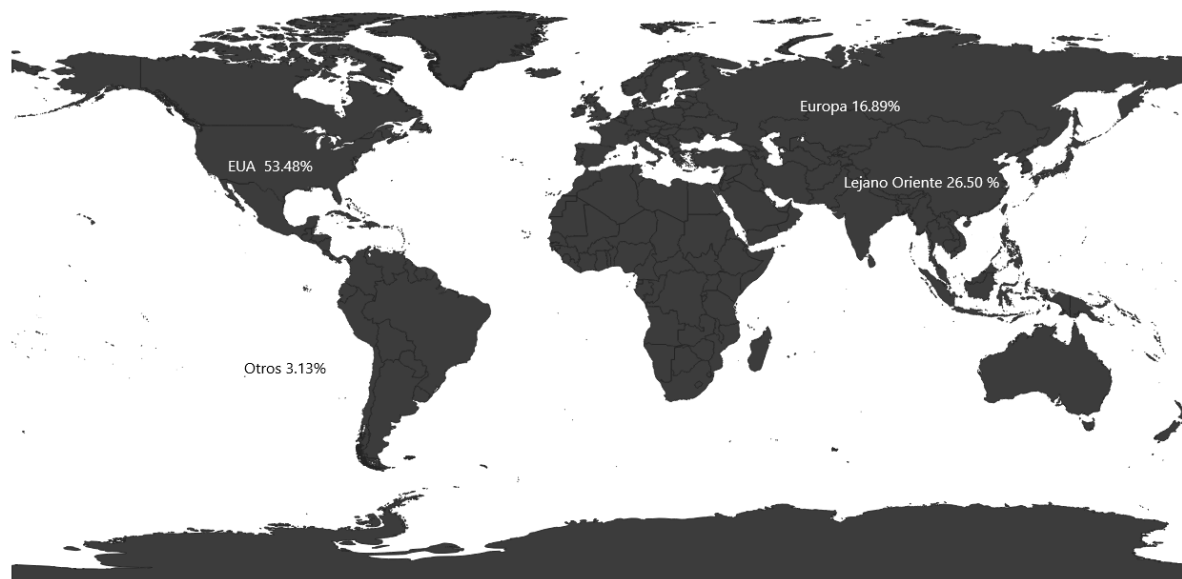 Europa 16.89%
EUA  53.48%
Lejano Oriente 26.50 %
Otros 3.13%